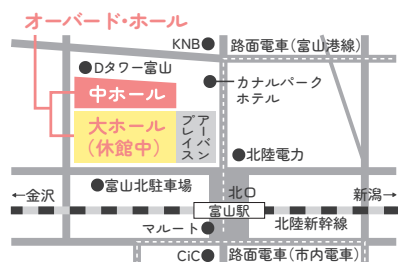 オーバード・ホール
KNB
路面電車（富山港線）
Dタワー富山
カナルパーク
ホテル
中ホール
大ホール
（休館中）
アーバン
プレイス
北陸電力
富山北駐車場
北口
←金沢
新潟→
富山駅
北陸新幹線
マルート
CiC
路面電車（市内電車）